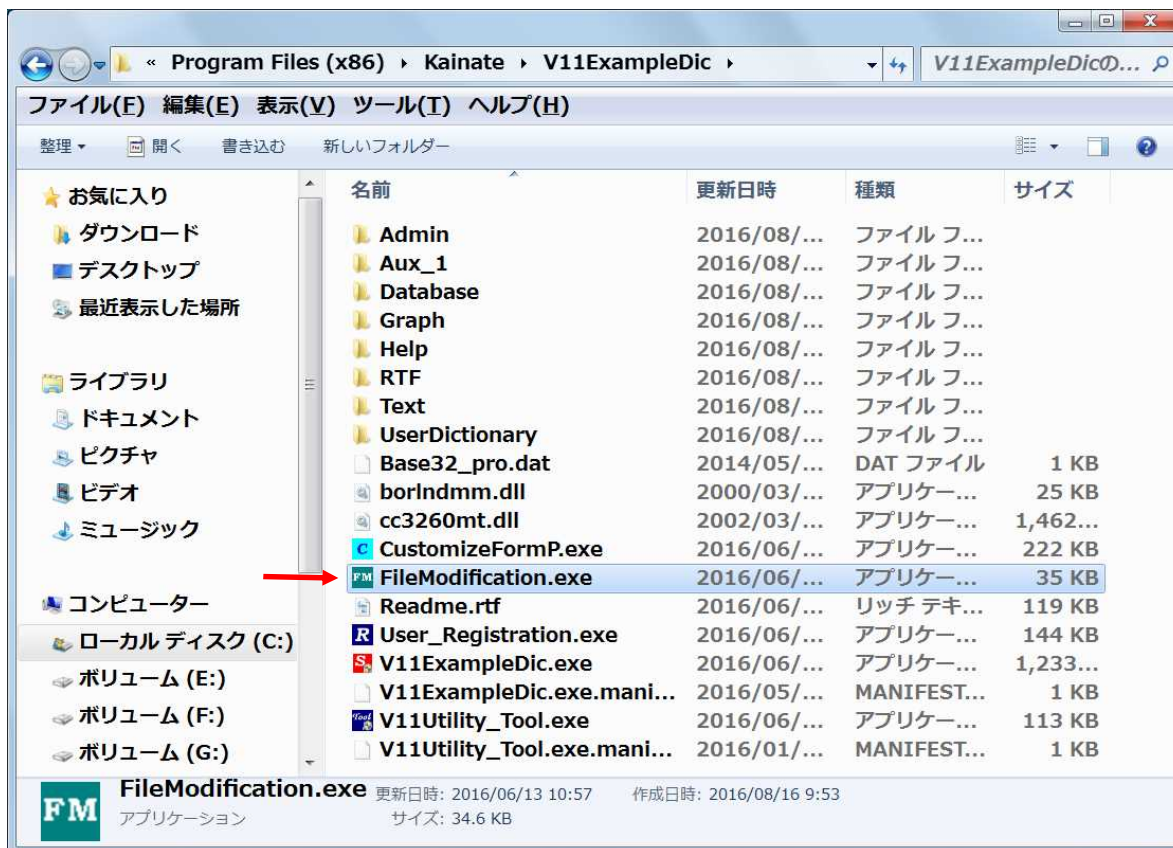 « Program Files (x86) ▸ Kainate ▸ V11ExampleDic ▸ V11ExampleDicの...
ファイル(F) 編集(E) 表示(V) ツール(T) ヘルプ(H)
整理 開く 書き込む 新しいフォルダー
お気に入り
ダウンロード
デスクトップ
最近表示した場所
ライブラリ
ドキュメント
ピクチャ
ビデオ
ミュージック
コンピューター
ローカル ディスク (C:)
ボリューム (E:)
ボリューム (F:)
ボリューム (G:)
名前 更新日時 種類 サイズ
Admin 2016/08/... ファイル フ...
Aux_1 2016/08/... ファイル フ...
Database 2016/08/... ファイル フ...
Graph 2016/08/... ファイル フ...
Help 2016/08/... ファイル フ...
RTF 2016/08/... ファイル フ...
Text 2016/08/... ファイル フ...
UserDictionary 2016/08/... ファイル フ...
Base32_pro.dat 2014/05/... DAT ファイル 1 KB
borlndmm.dll 2000/03/... アプリケー... 25 KB
cc3260mt.dll 2002/03/... アプリケー... 1,462...
C CustomizeFormP.exe 2016/06/... アプリケー... 222 KB
FM FileModification.exe 2016/06/... アプリケー... 35 KB
Readme.rtf 2016/06/... リッチ テキ... 119 KB
R User_Registration.exe 2016/06/... アプリケー... 144 KB
S V11ExampleDic.exe 2016/06/... アプリケー... 1,233...
V11ExampleDic.exe.mani... 2016/05/... MANIFEST... 1 KB
Tool V11Utility_Tool.exe 2016/06/... アプリケー... 113 KB
V11Utility_Tool.exe.mani... 2016/01/... MANIFEST... 1 KB
FM FileModification.exe 更新日時: 2016/06/13 10:57 作成日時: 2016/08/16 9:53
アプリケーション サイズ: 34.6 KB